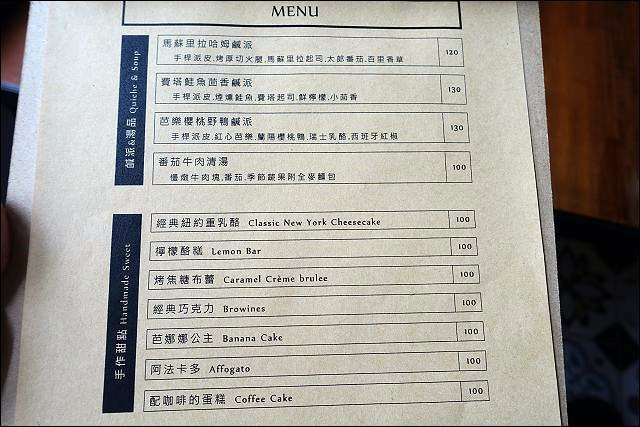 MENU
鹹派&湯品 Quiche & Soup
馬蘇里拉哈姆鹹派 120
手桿派皮,烤厚切火腿,馬蘇里拉起司,太郎番茄,百里香草
費塔鮭魚茴香鹹派 130
手桿派皮,煙燻鮭魚,費塔起司,鮮檸檬,小茴香
芭樂櫻桃野鴨鹹派 130
手桿派皮,紅心芭樂,蘭陽櫻桃鴨,瑞士乳酪,西班牙紅椒
番茄牛肉清湯 100
慢燉牛肉塊,番茄,季節蔬果附全麥麵包
手作甜點 Handmade Sweet
經典紐約重乳酪 Classic New York Cheesecake 100
檸檬酪糕 Lemon Bar 100
烤焦糖布蕾 Caramel Crème brulee 100
經典巧克力 Browines 100
芭娜娜公主 Banana Cake 100
阿法卡多 Affogato 100
配咖啡的蛋糕 Coffee Cake 100